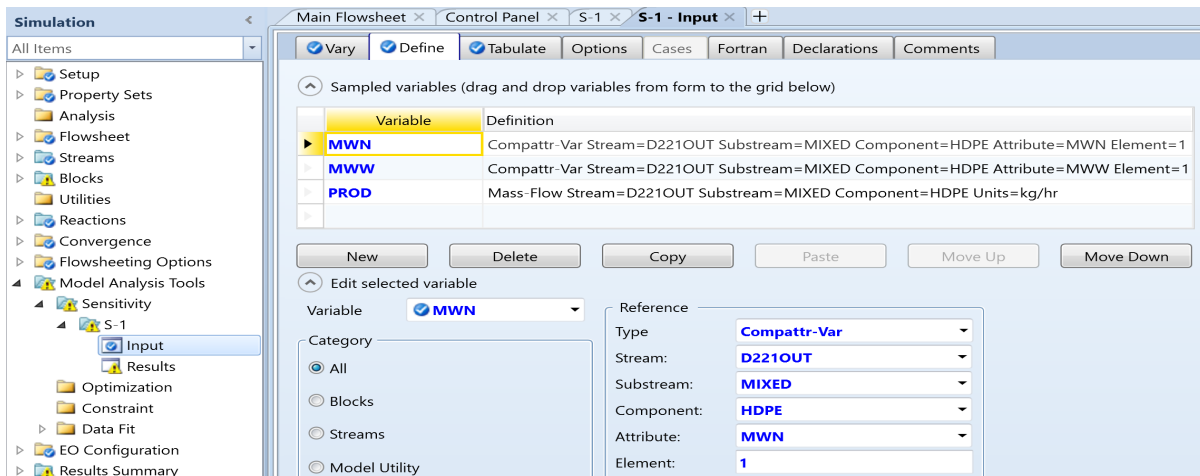 Simulation <
All Items
Setup
Property Sets
Analysis
Flowsheet
Streams
Blocks
Utilities
Reactions
Convergence
Flowsheeting Options
Model Analysis Tools
Sensitivity
S-1
Input
Results
Optimization
Constraint
Data Fit
EO Configuration
Results Summary
Main Flowsheet × Control Panel × S-1 × S-1 - Input × +
Vary Define Tabulate Options Cases Fortran Declarations Comments
Sampled variables (drag and drop variables from form to the grid below)
Variable Definition
MWN Compattr-Var Stream=D221OUT Substream=MIXED Component=HDPE Attribute=MWN Element=1
MWW Compattr-Var Stream=D221OUT Substream=MIXED Component=HDPE Attribute=MWW Element=1
PROD Mass-Flow Stream=D221OUT Substream=MIXED Component=HDPE Units=kg/hr
New Delete Copy Paste Move Up Move Down
Edit selected variable
Variable MWN
Category
All
Blocks
Streams
Model Utility
Reference
Type Compattr-Var
Stream: D221OUT
Substream: MIXED
Component: HDPE
Attribute: MWN
Element: 1